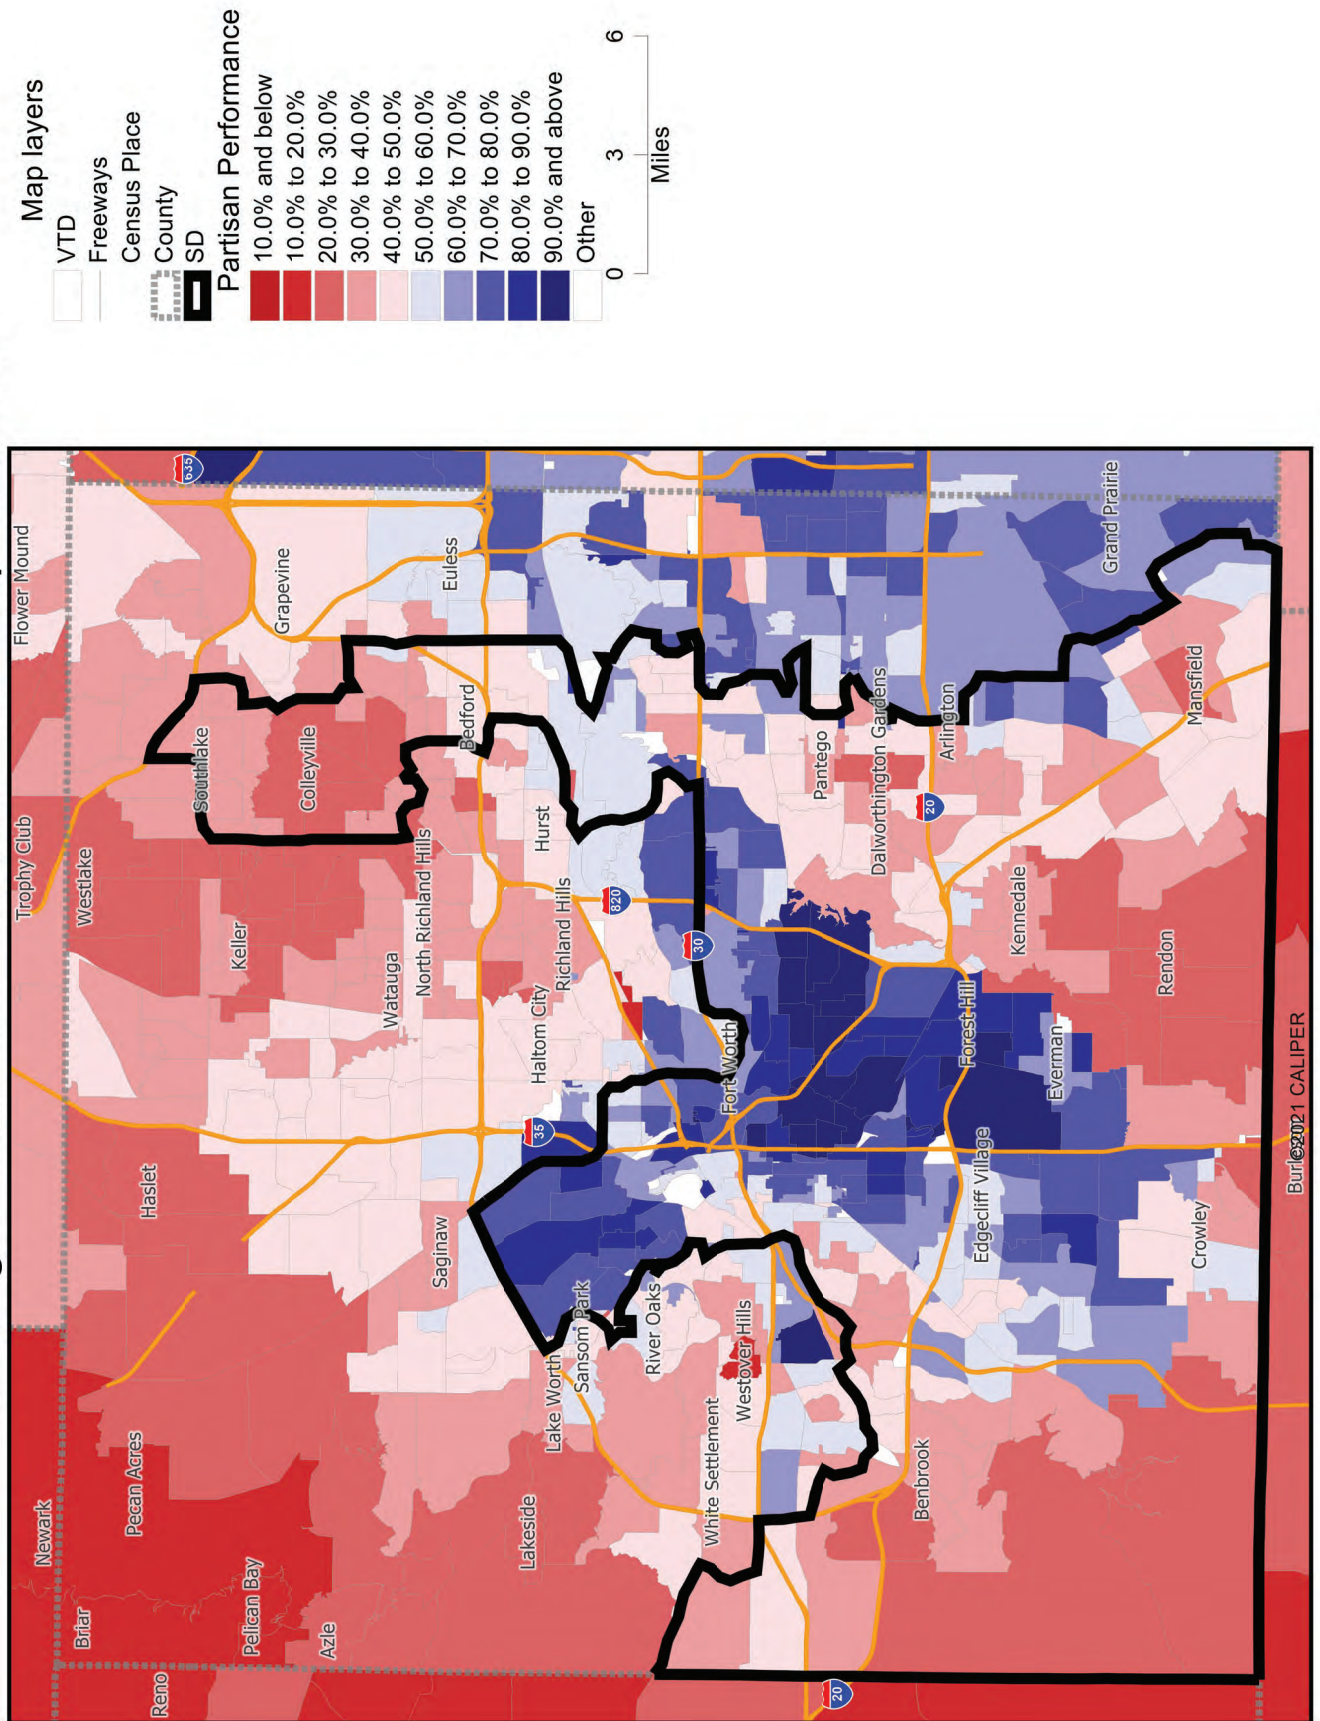 Map layers
VTD
Freeways
Census Place
County
SD
Partisan Performance
10.0% and below
10.0% to 20.0%
20.0% to 30.0%
30.0% to 40.0%
40.0% to 50.0%
50.0% to 60.0%
60.0% to 70.0%
70.0% to 80.0%
80.0% to 90.0%
90.0% and above
Other
0 3 6
Miles
Newark
Trophy Club
Flower Mound
Briar
Reno
Pecan Acres
Haslet
Westlake
635
Pelican Bay
Keller
Southlake
Azle
Colleyville
Grapevine
Watauga
North Richland Hills
Saginaw
Bedford
Euless
Lakeside
Lake Worth
35
Haltom City
Hurst
Sansom Park
Richland Hills
820
River Oaks
White Settlement
Westover Hills
30
Fort Worth
Pantego
20
Dalworthington Gardens
Benbrook
20
Arlington
Edgecliff Village
Forest Hill
Kennedale
Everman
Grand Prairie
Crowley
Rendon
Mansfield
©2021 CALIPER